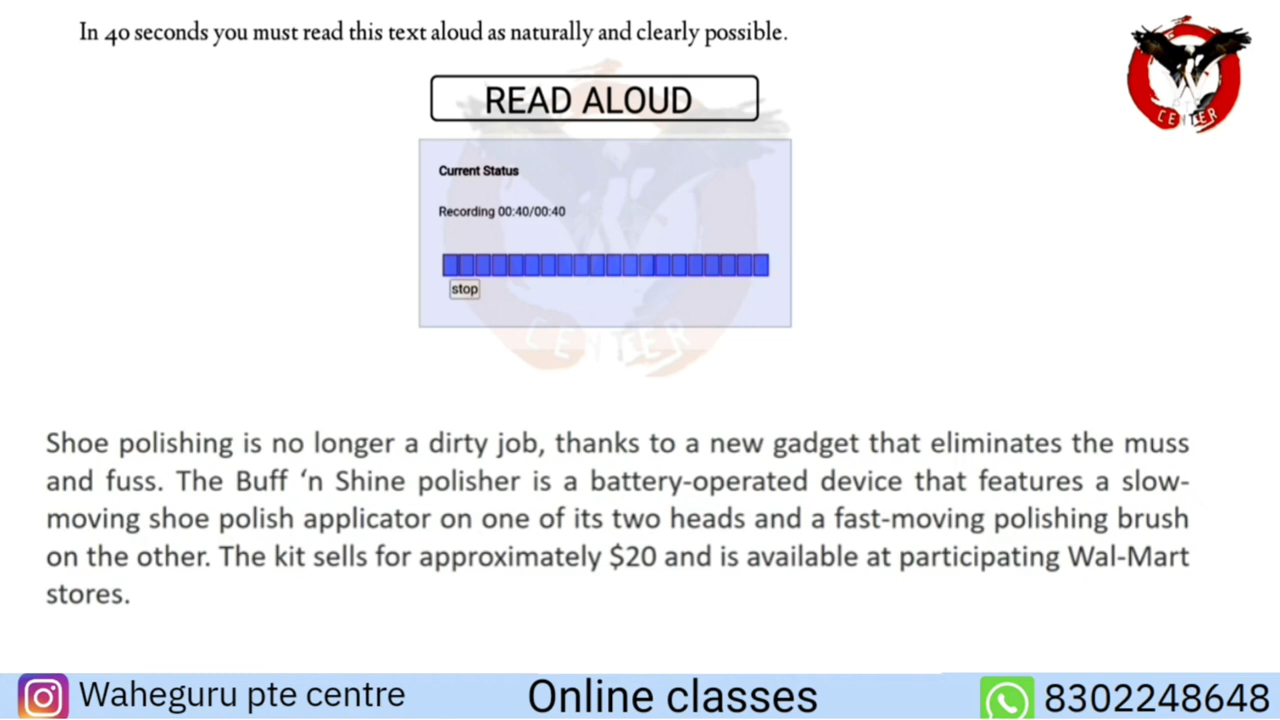 In 40 seconds you must read this text aloud as naturally and clearly possible.
READ ALOUD
Current Status
Recording 00:40/00:40
stop
CENTER
CENTER
Shoe polishing is no longer a dirty job, thanks to a new gadget that eliminates the muss
and fuss. The Buff ‘n Shine polisher is a battery-operated device that features a slow-
moving shoe polish applicator on one of its two heads and a fast-moving polishing brush
on the other. The kit sells for approximately $20 and is available at participating Wal-Mart
stores.
Waheguru pte centre
Online classes
8302248648